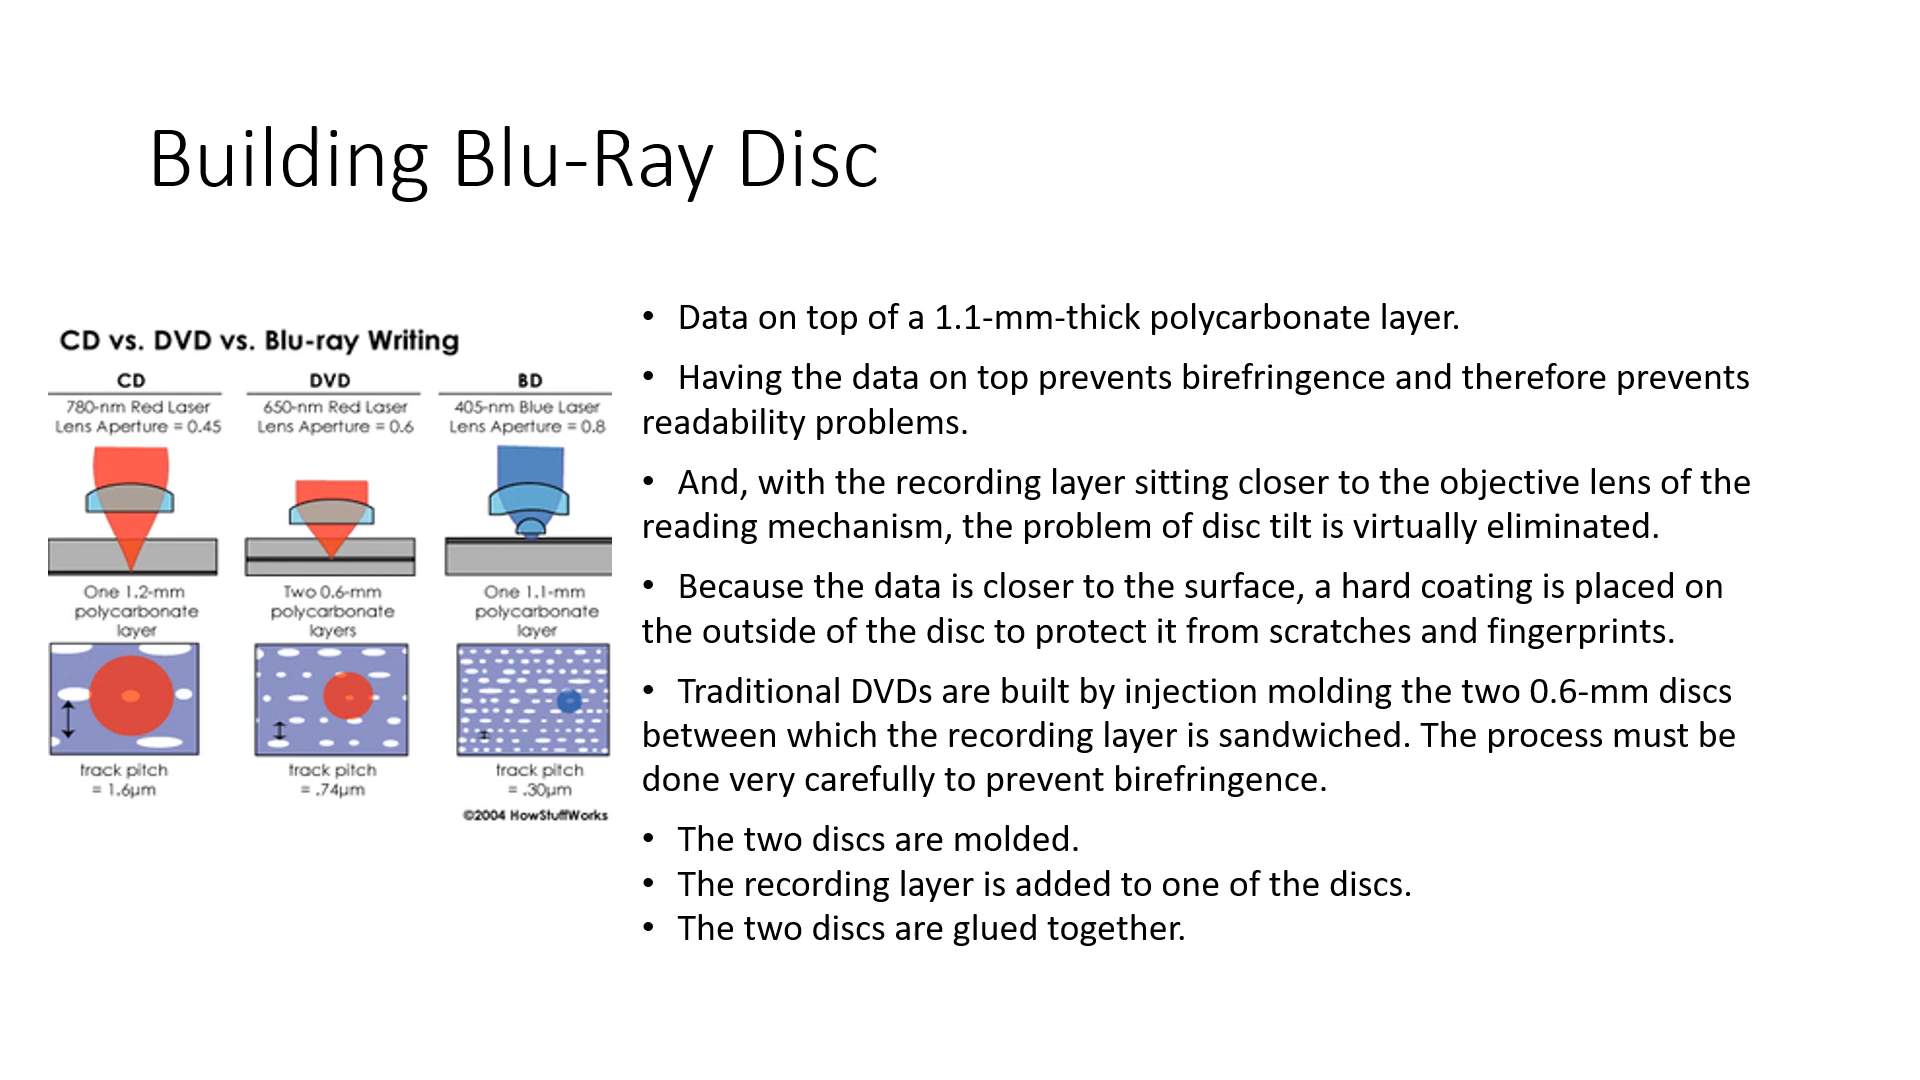 Building Blu-Ray Disc
CD vs. DVD vs. Blu-ray Writing
CD
780-nm Red Laser
Lens Aperture = 0.45
One 1.2-mm
polycarbonate
layer
track pitch
= 1.6µm
DVD
650-nm Red Laser
Lens Aperture = 0.6
Two 0.6-mm
polycarbonate
layers
track pitch
= .74µm
BD
405-nm Blue Laser
Lens Aperture = 0.8
One 1.1-mm
polycarbonate
layer
track pitch
= .30µm
©2004 HowStuffWorks
• Data on top of a 1.1-mm-thick polycarbonate layer.
• Having the data on top prevents birefringence and therefore prevents
readability problems.
• And, with the recording layer sitting closer to the objective lens of the
reading mechanism, the problem of disc tilt is virtually eliminated.
• Because the data is closer to the surface, a hard coating is placed on
the outside of the disc to protect it from scratches and fingerprints.
• Traditional DVDs are built by injection molding the two 0.6-mm discs
between which the recording layer is sandwiched. The process must be
done very carefully to prevent birefringence.
• The two discs are molded.
• The recording layer is added to one of the discs.
• The two discs are glued together.